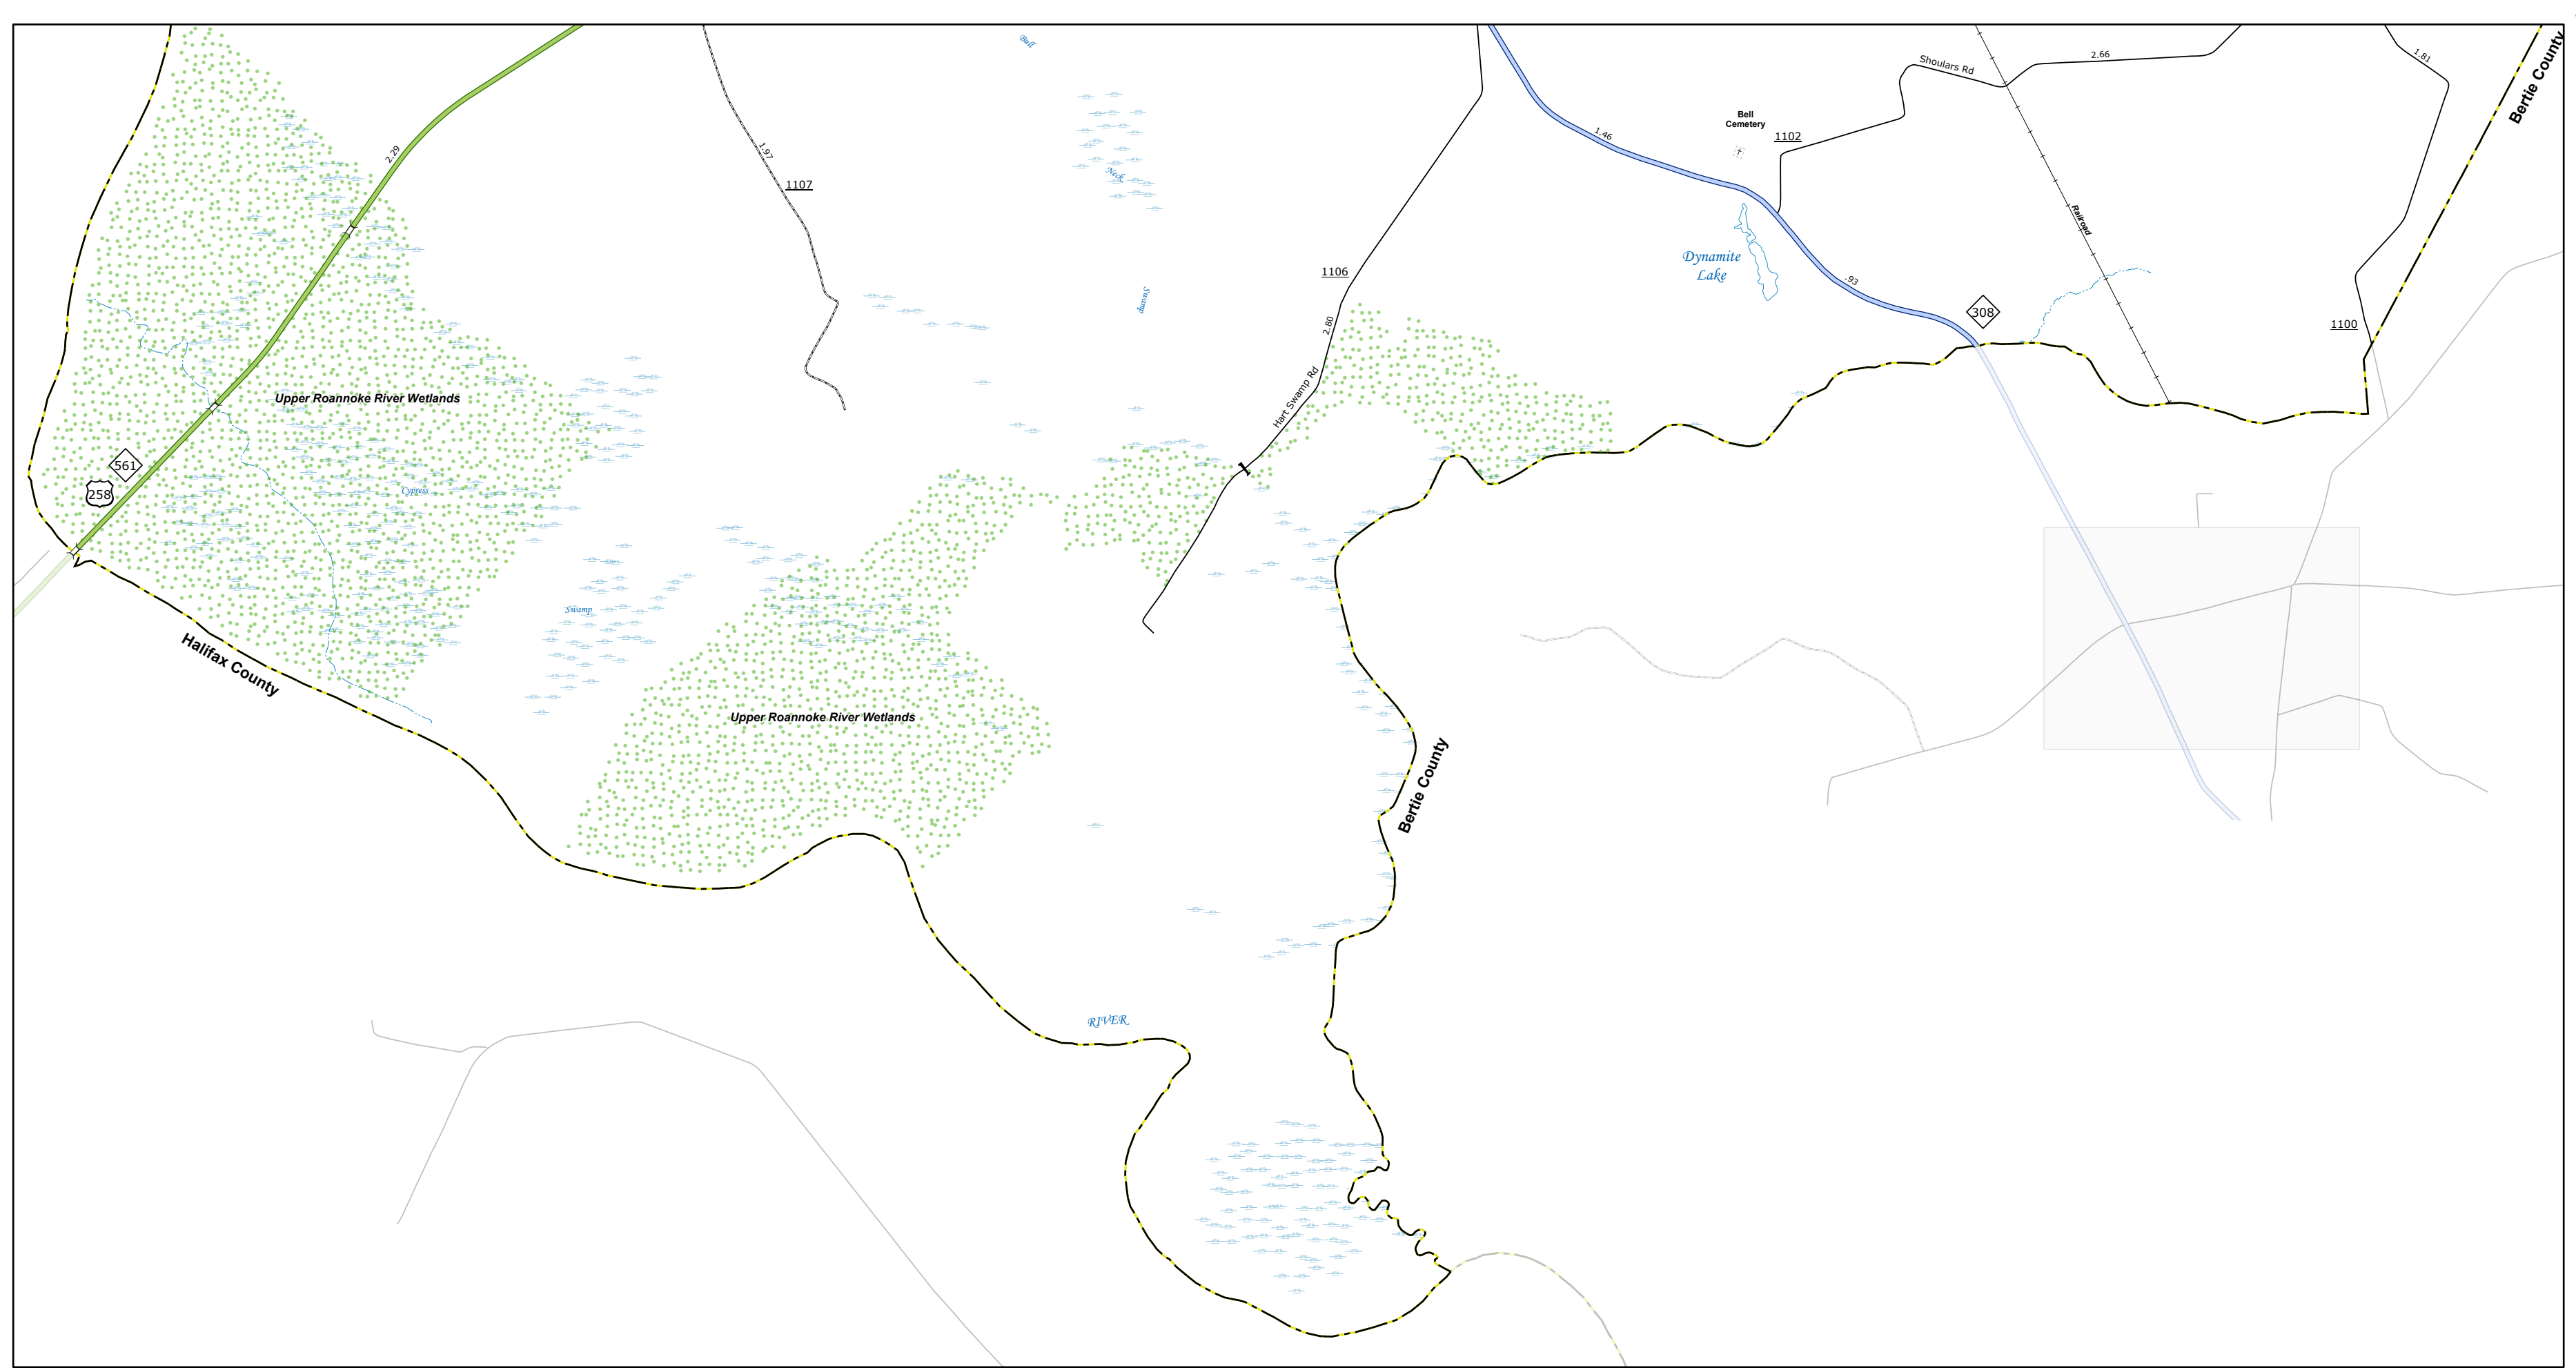 Bull
Shoulars Rd
2.66
1.81
Bertie County
Bell
Cemetery
1102
1.46
2.29
1.97
1107
Neck
Railroad
Dynamite
Lake
1106
.93
308
Swamp
2.80
1100
Hart Swamp Rd
Upper Roannoke River Wetlands
561
258
Cypress
Swamp
Halifax County
Upper Roannoke River Wetlands
Bertie County
RIVER